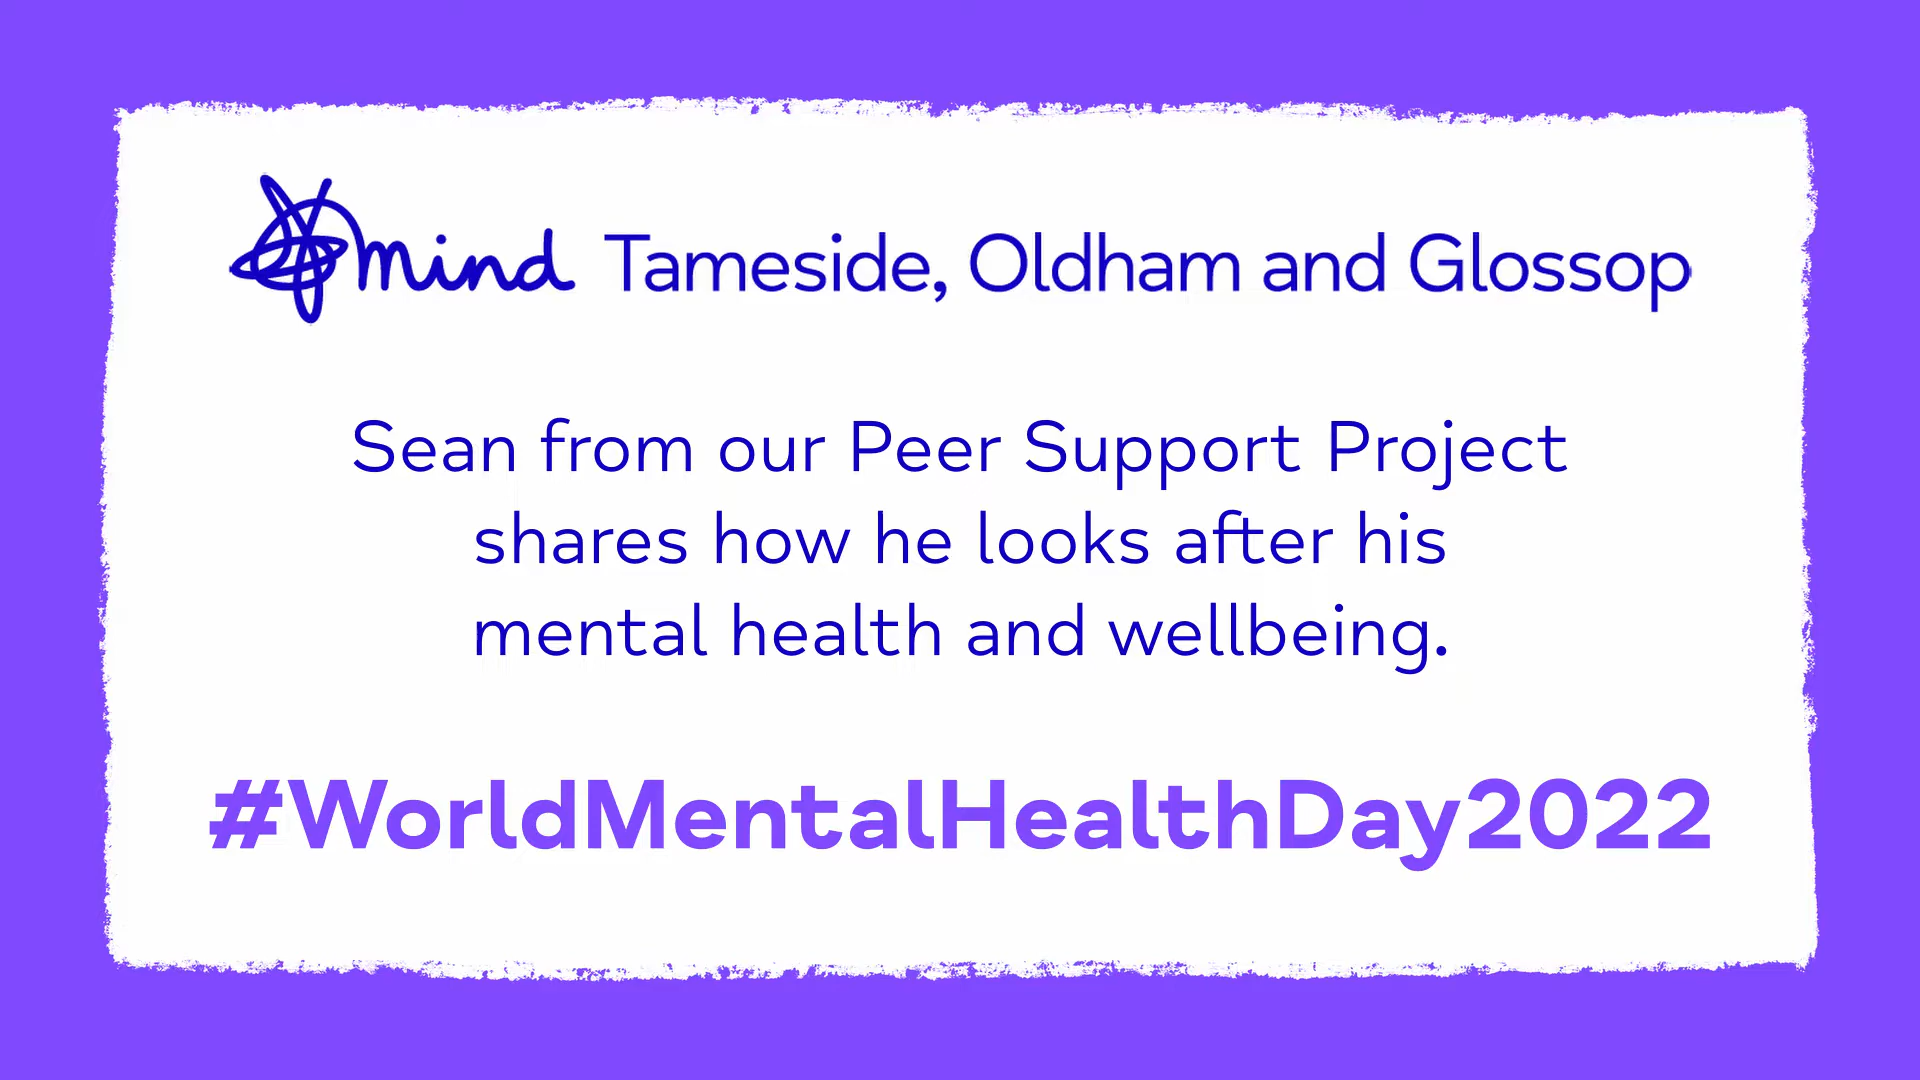 mind Tameside, Oldham and Glossop
Sean from our Peer Support Project
shares how he looks after his
mental health and wellbeing.
#WorldMentalHealthDay2022